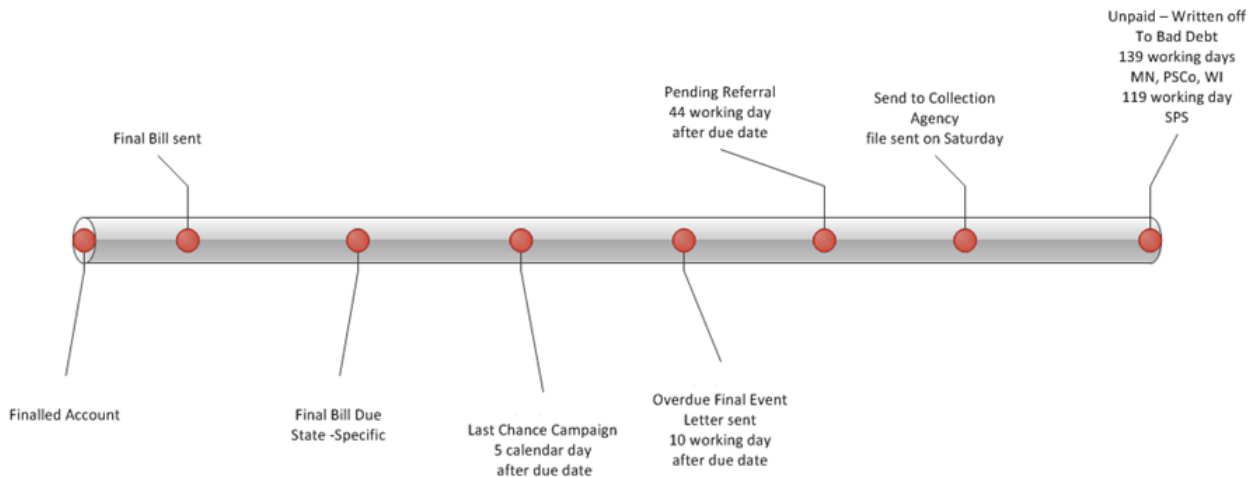 Finalled Account
Final Bill sent
Final Bill Due
State -Specific
Last Chance Campaign
5 calendar day
after due date
Overdue Final Event
Letter sent
10 working day
after due date
Pending Referral
44 working day
after due date
Send to Collection
Agency
file sent on Saturday
Unpaid – Written off
To Bad Debt
139 working days
MN, PSCo, WI
119 working day
SPS